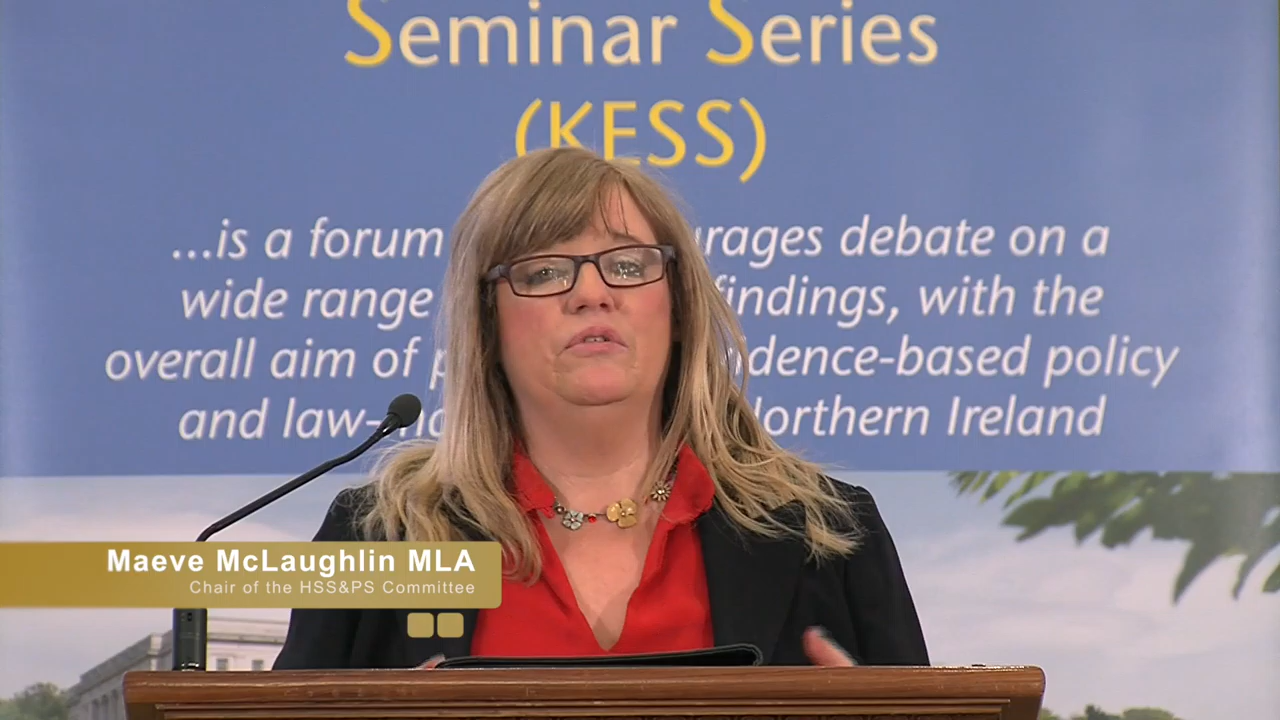 Seminar Series
(KESS)
...is a forum rages debate on a
wide range findings, with the
overall aim of dence-based policy
and law- Northern Ireland
Maeve McLaughlin MLA
Chair of the HSS&PS Committee